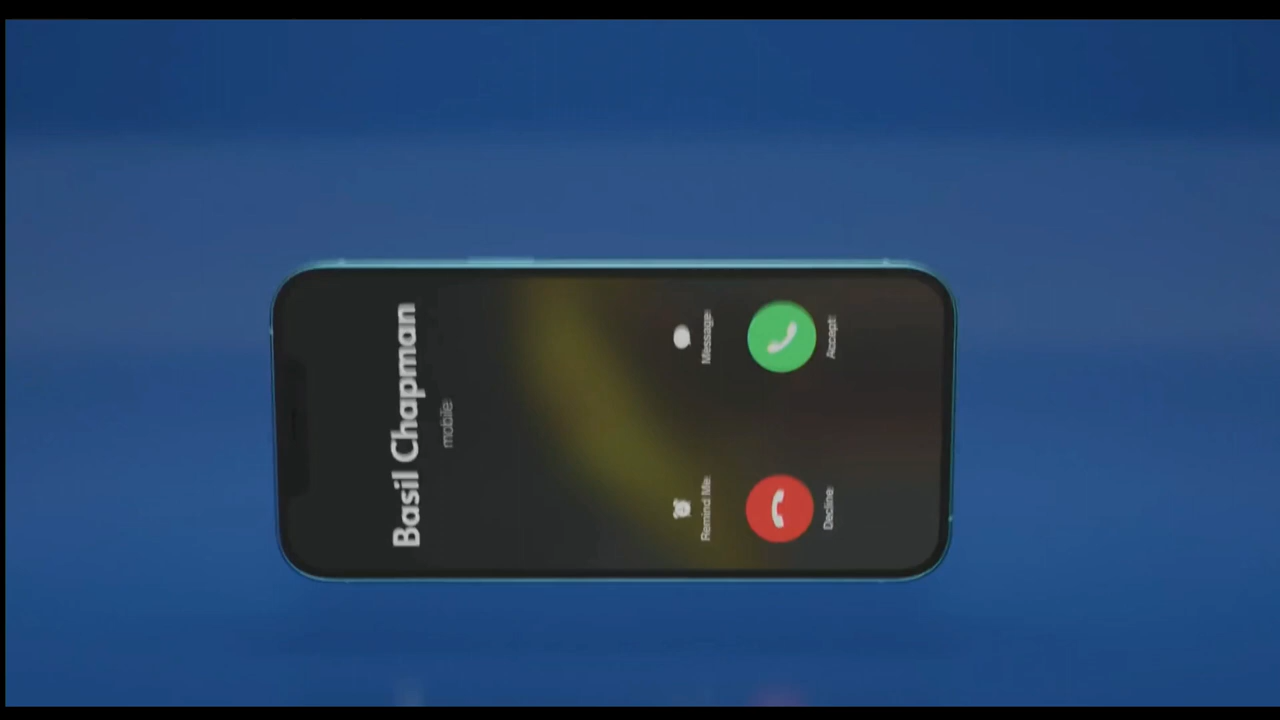 Basil Chapman
mobile
Remind Me
Message
Decline
Accept